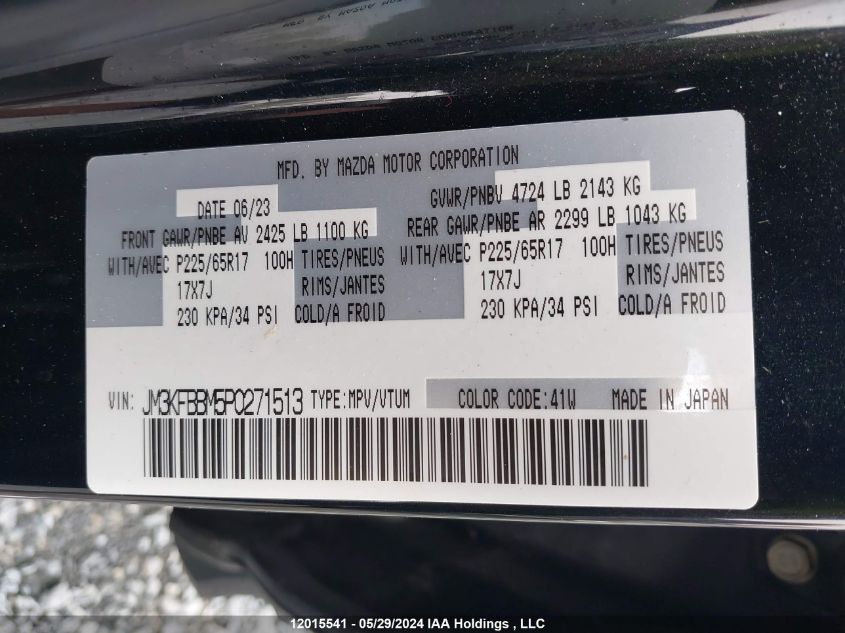 MFD. BY MAZDA MOTOR CORPORATION
DATE 06/23 GVWR/PNBV 4724 LB 2143 KG
FRONT GAWR/PNBE AV 2425 LB 1100 KG REAR GAWR/PNBE AR 2299 LB 1043 KG
WITH/AVEC P225/65R17 100H TIRES/PNEUS WITH/AVEC P225/65R17 100H TIRES/PNEUS
17X7J RIMS/JANTES 17X7J RIMS/JANTES
230 KPA/34 PSI COLD/A FROID 230 KPA/34 PSI COLD/A FROID
VIN: JM3KFBBM5P0271513 TYPE:MPV/VTUM COLOR CODE:41W MADE IN JAPAN
12015541 - 05/29/2024 IAA Holdings , LLC